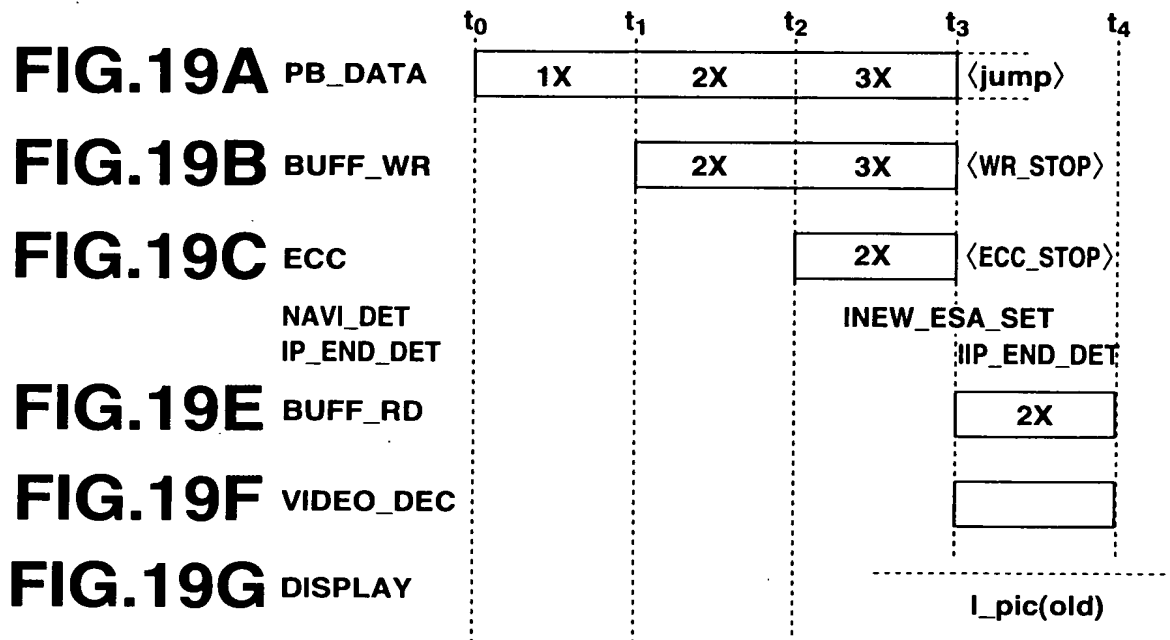 t0 t1 t2 t3 t4
FIG.19A PB_DATA 1X 2X 3X 〈jump〉
FIG.19B BUFF_WR 2X 3X 〈WR_STOP〉
FIG.19C ECC 2X 〈ECC_STOP〉
NAVI_DET INEW_ESA_SET
IP_END_DET IIP_END_DET
FIG.19E BUFF_RD 2X
FIG.19F VIDEO_DEC
FIG.19G DISPLAY
I_pic(old)